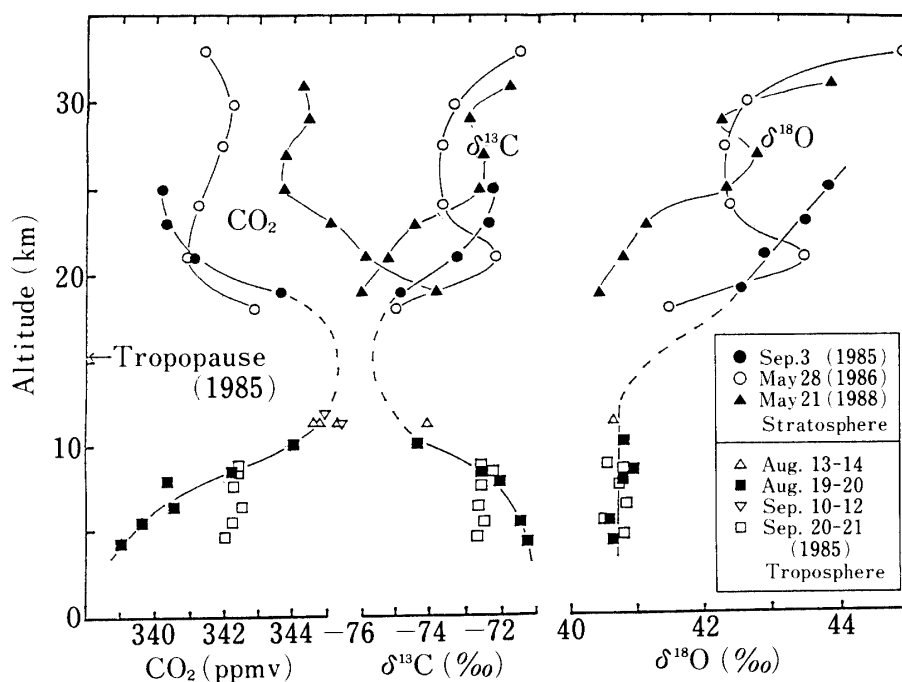 Altitude (km)
30
20
10
0
CO₂
δ¹³C
δ¹⁸O
←Tropopause
(1985)
● Sep.3 (1985)
○ May 28 (1986)
▲ May 21 (1988)
Stratosphere
△ Aug. 13-14
■ Aug. 19-20
▽ Sep. 10-12
□ Sep. 20-21
(1985)
Troposphere
340 342 344 −76 −74 −72 40 42 44
CO₂ (ppmv) δ¹³C (‰) δ¹⁸O (‰)